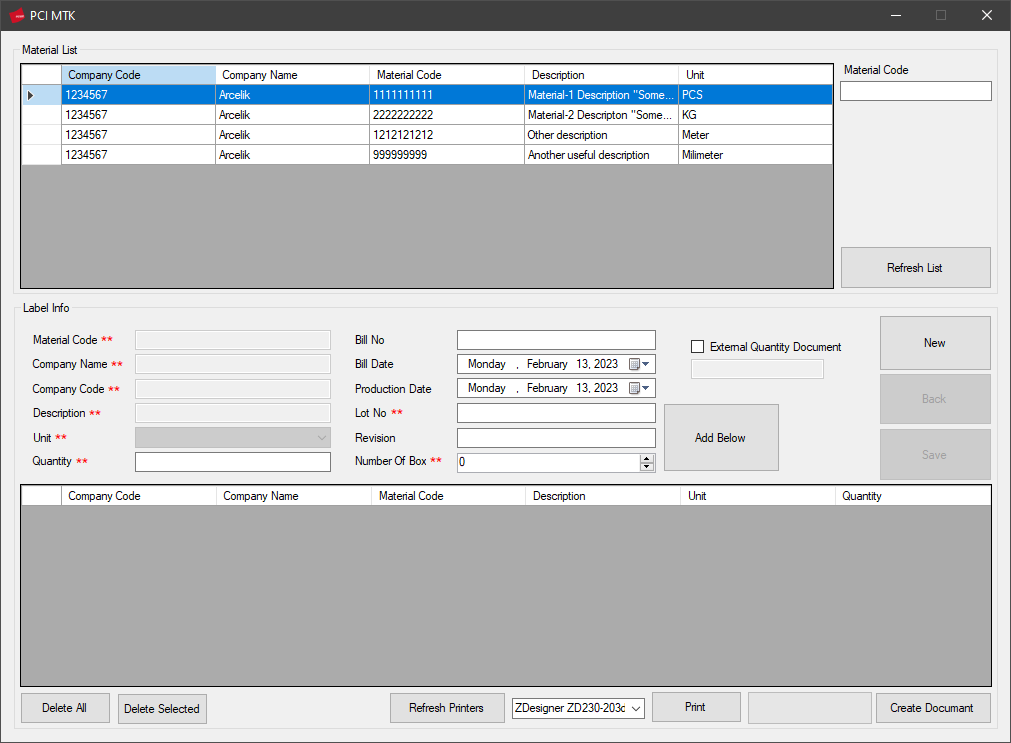 PCI MTK
Material List
Company Code Company Name Material Code Description Unit
1234567 Arcelik 1111111111 Material-1 Description "Some... PCS
1234567 Arcelik 2222222222 Material-2 Descripton "Some... KG
1234567 Arcelik 1212121212 Other description Meter
1234567 Arcelik 999999999 Another useful description Milimeter
Material Code
Refresh List
Label Info
Material Code **
Company Name **
Company Code **
Description **
Unit **
Quantity **
Bill No
Bill Date Monday , February 13, 2023
Production Date Monday , February 13, 2023
Lot No **
Revision
Number Of Box ** 0
External Quantity Document
Add Below
New
Back
Save
Company Code Company Name Material Code Description Unit Quantity
Delete All Delete Selected Refresh Printers ZDesigner ZD230-203d Print Create Documant